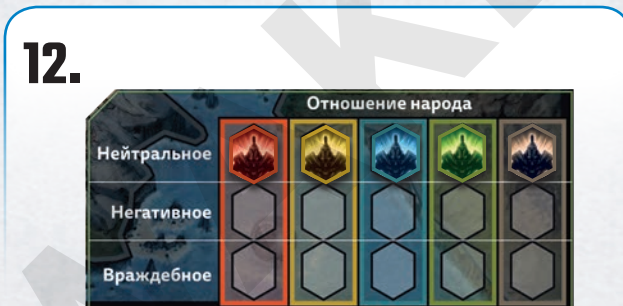 12.
Отношение народа
Нейтральное
Негативное
Враждебное